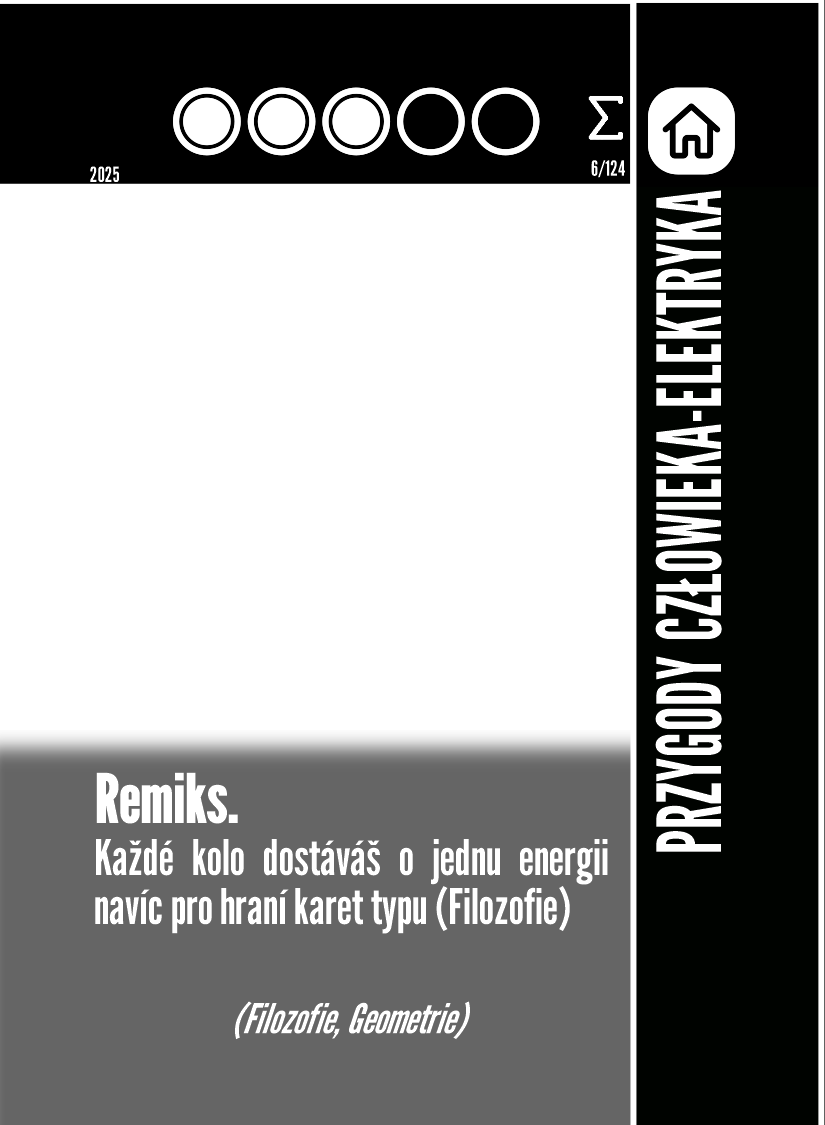 Σ
2025
6/124
PRZYGODY CZŁOWIEKA-ELEKTRYKA
Remiks.
Každé kolo dostáváš o jednu energii
navíc pro hraní karet typu (Filozofie)
(Filozofie, Geometrie)